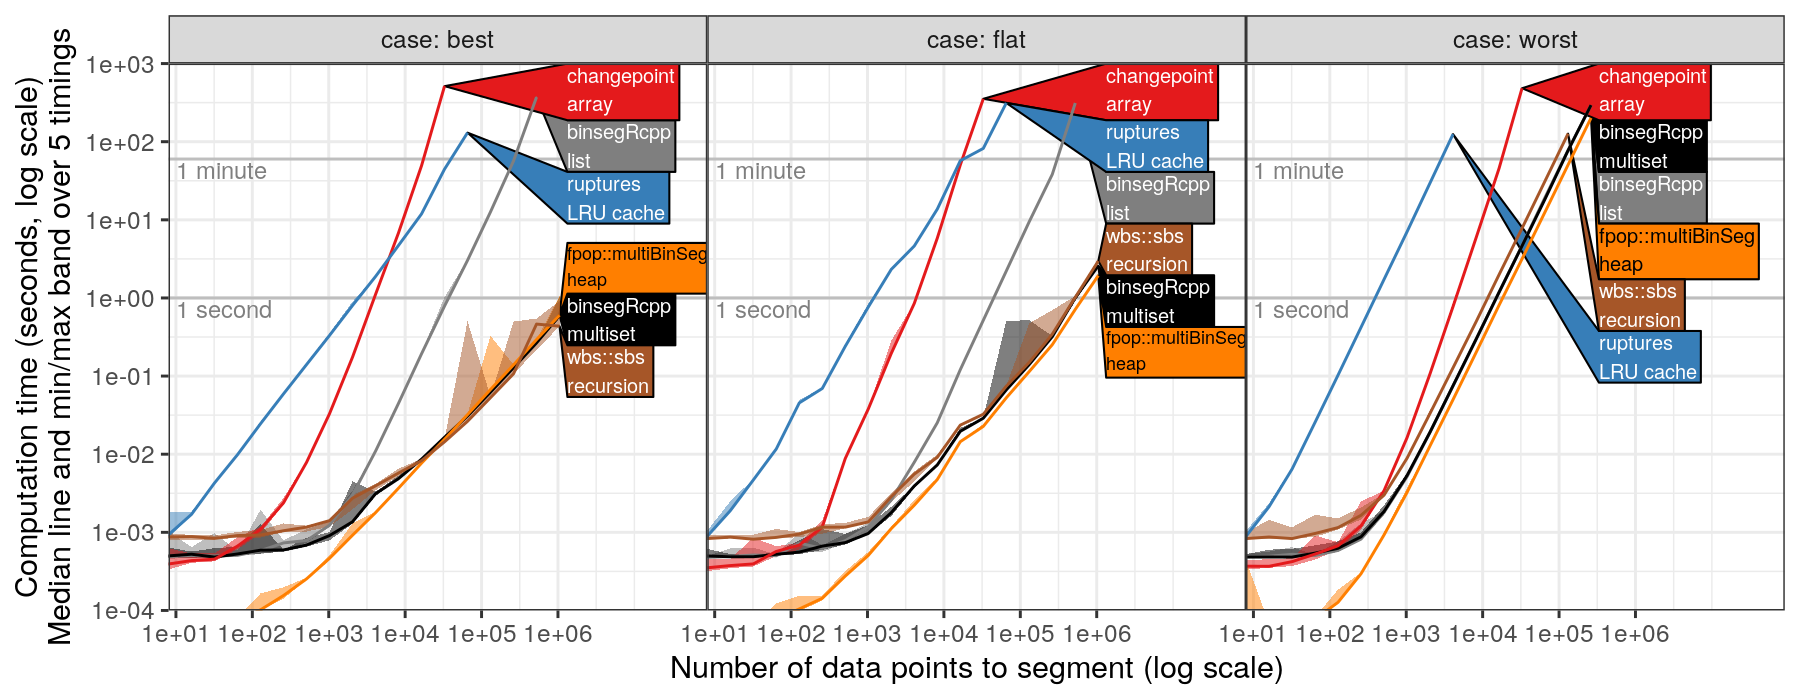 Computation time (seconds, log scale)
Median line and min/max band over 5 timings
case: best
case: flat
case: worst
1e+03
1e+02
1e+01
1e+00
1e-01
1e-02
1e-03
1e-04
changepoint
array
binsegRcpp
list
ruptures
LRU cache
fpop::multiBinSeg
heap
binsegRcpp
multiset
wbs::sbs
recursion
1 minute
1 second
changepoint
array
ruptures
LRU cache
binsegRcpp
list
wbs::sbs
recursion
binsegRcpp
multiset
fpop::multiBinSeg
heap
1 minute
1 second
changepoint
array
binsegRcpp
multiset
binsegRcpp
list
fpop::multiBinSeg
heap
wbs::sbs
recursion
ruptures
LRU cache
1 minute
1 second
1e+01 1e+02 1e+03 1e+04 1e+05 1e+06
1e+01 1e+02 1e+03 1e+04 1e+05 1e+06
1e+01 1e+02 1e+03 1e+04 1e+05 1e+06
Number of data points to segment (log scale)